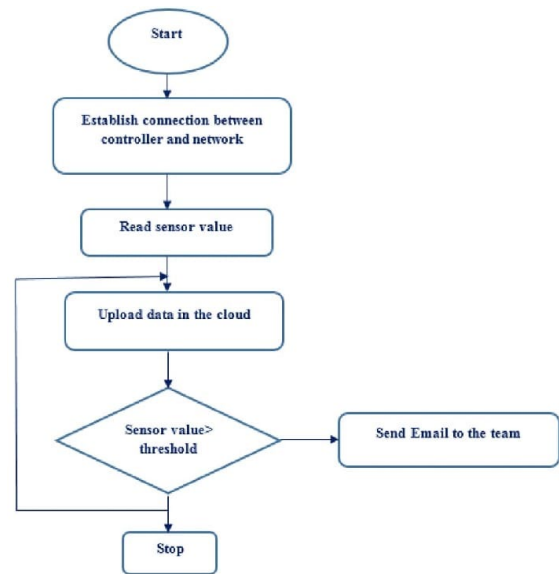 Start
Establish connection between
controller and network
Read sensor value
Upload data in the cloud
Sensor value>
threshold
Send Email to the team
Stop